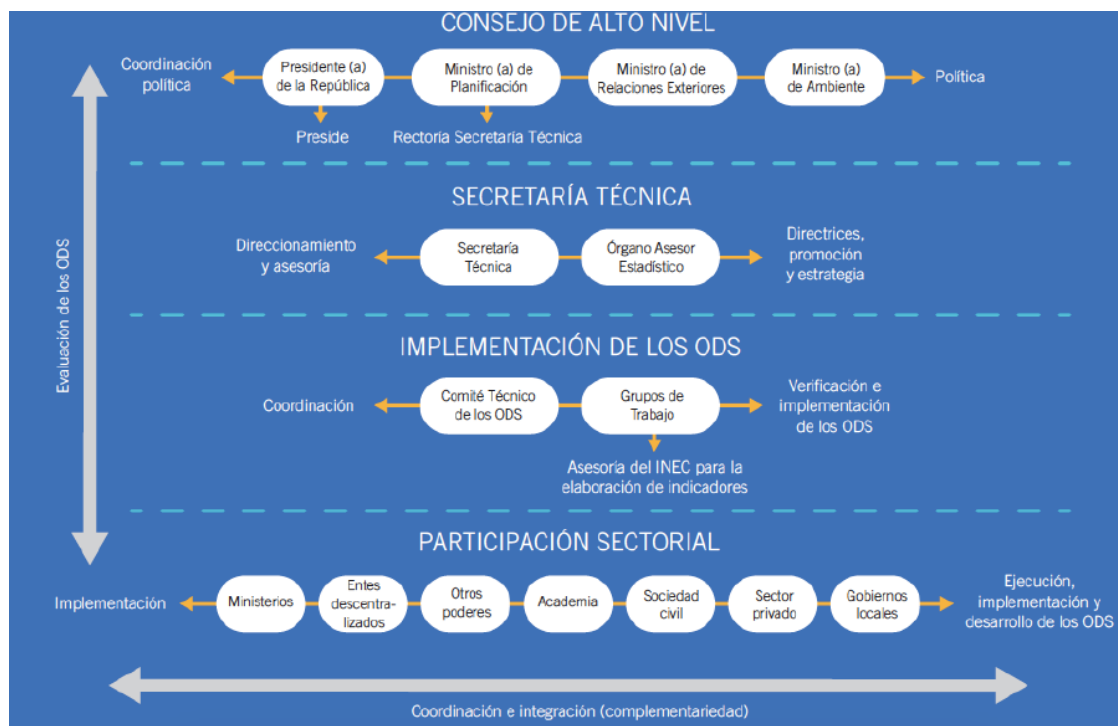 CONSEJO DE ALTO NIVEL
Coordinación
política
Presidente (a)
de la República
Ministro (a) de
Planificación
Ministro (a) de
Relaciones Exteriores
Ministro (a)
de Ambiente
Política
Preside
Rectoría Secretaría Técnica
SECRETARÍA TÉCNICA
Direccionamiento
y asesoría
Secretaría
Técnica
Órgano Asesor
Estadístico
Directrices,
promoción
y estrategia
Evaluación de los ODS
IMPLEMENTACIÓN DE LOS ODS
Coordinación
Comité Técnico
de los ODS
Grupos de
Trabajo
Verificación e
implementación
de los ODS
Asesoría del INEC para la
elaboración de indicadores
PARTICIPACIÓN SECTORIAL
Implementación
Ministerios
Entes
descentra-
lizados
Otros
poderes
Academia
Sociedad
civil
Sector
privado
Gobiernos
locales
Ejecución,
implementación y
desarrollo de los ODS
Coordinación e integración (complementariedad)